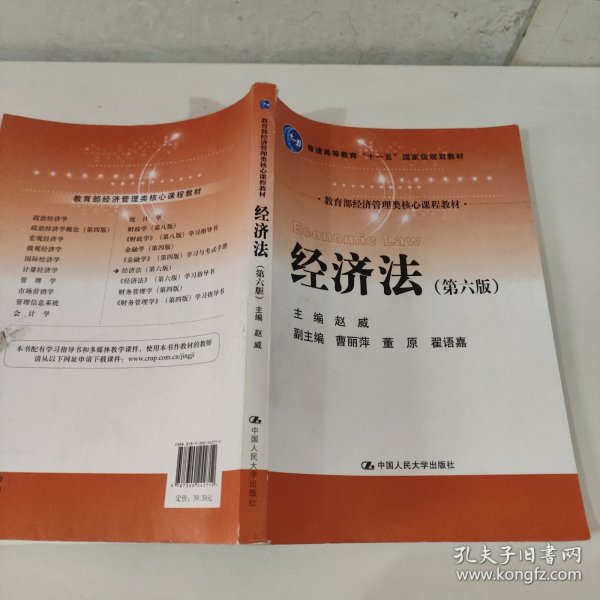 普通高等教育“十一五”国家级规划教材
教育部经济管理类核心课程教材
Economic Law
经济法(第六版)
主 编 赵 威
副主编 曹丽萍 董 原 翟语嘉
中国人民大学出版社
教育部经济管理类核心课程教材
经济法
(第六版)
主编 赵 威
中国人民大学出版社
教育部经济管理类核心课程教材
政治经济学
政治经济学概论(第四版)
宏观经济学
微观经济学
国际经济学
计量经济学
管 理 学
市场营销学
管理信息系统
会 计 学
统 计 学
财政学(第八版)
《财政学》(第八版)学习指导书
金融学(第四版)
《金融学》(第四版)学习与考试手册
经济法(第六版)
《经济法》(第六版)学习指导书
财务管理学(第四版)
《财务管理学》(第四版)学习指导书
本书配有学习指导书和多媒体教学课件,使用本书作教材的教师
请从以下网址申请下载课件:www.crup.com.cn/jingji
定价:39.50元
孔夫子旧书网
www.kongfz.com